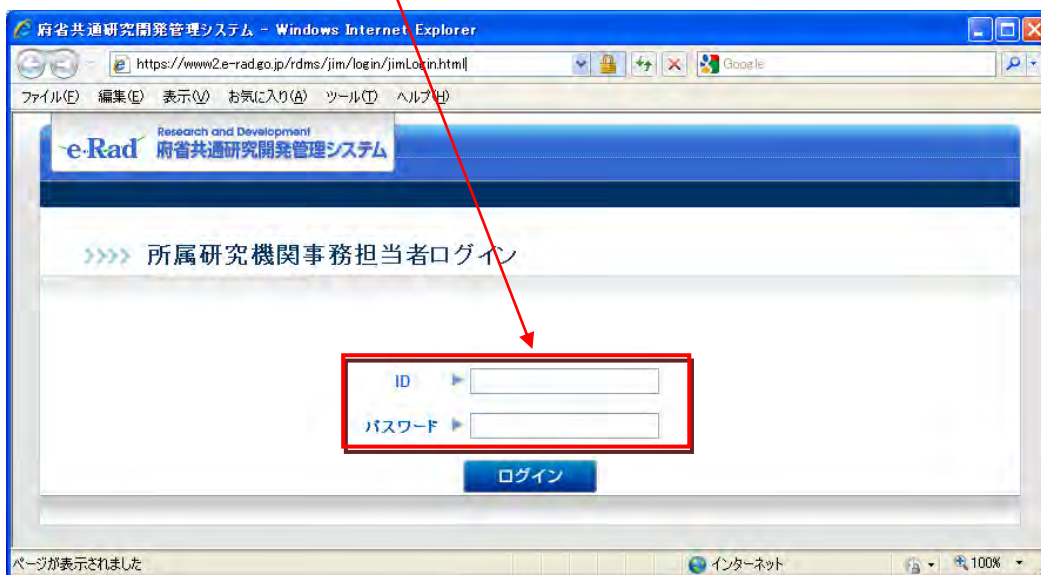 府省共通研究開発管理システム - Windows Internet Explorer
https://www2.e-rad.go.jp/rdms/jim/login/jimLogin.html
Google
ファイル(F) 編集(E) 表示(V) お気に入り(A) ツール(T) ヘルプ(H)
e-Rad
Research and Development
府省共通研究開発管理システム
>>>> 所属研究機関事務担当者ログイン
ID
パスワード
ログイン
ページが表示されました
インターネット
100%